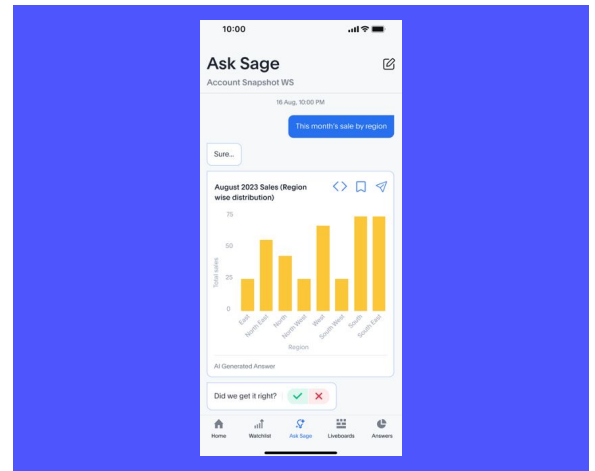 10:00
Ask Sage
Account Snapshot WS
16 Aug, 10:00 PM
This month's sale by region
Sure...
August 2023 Sales (Region
wise distribution)
75
50
25
0
Total sales
East
North East
North
North West
West
South West
South
South East
Region
AI Generated Answer
Did we get it right?
Home
Watchlist
Ask Sage
Liveboards
Answers